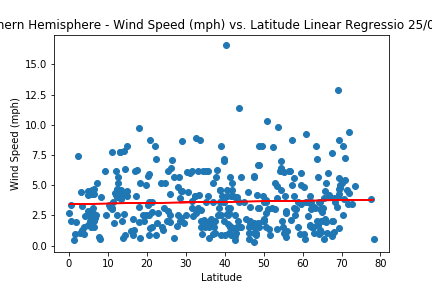 hern Hemisphere - Wind Speed (mph) vs. Latitude Linear Regressio 25/0
Wind Speed (mph)
15.0
12.5
10.0
7.5
5.0
2.5
0.0
0 10 20 30 40 50 60 70 80
Latitude